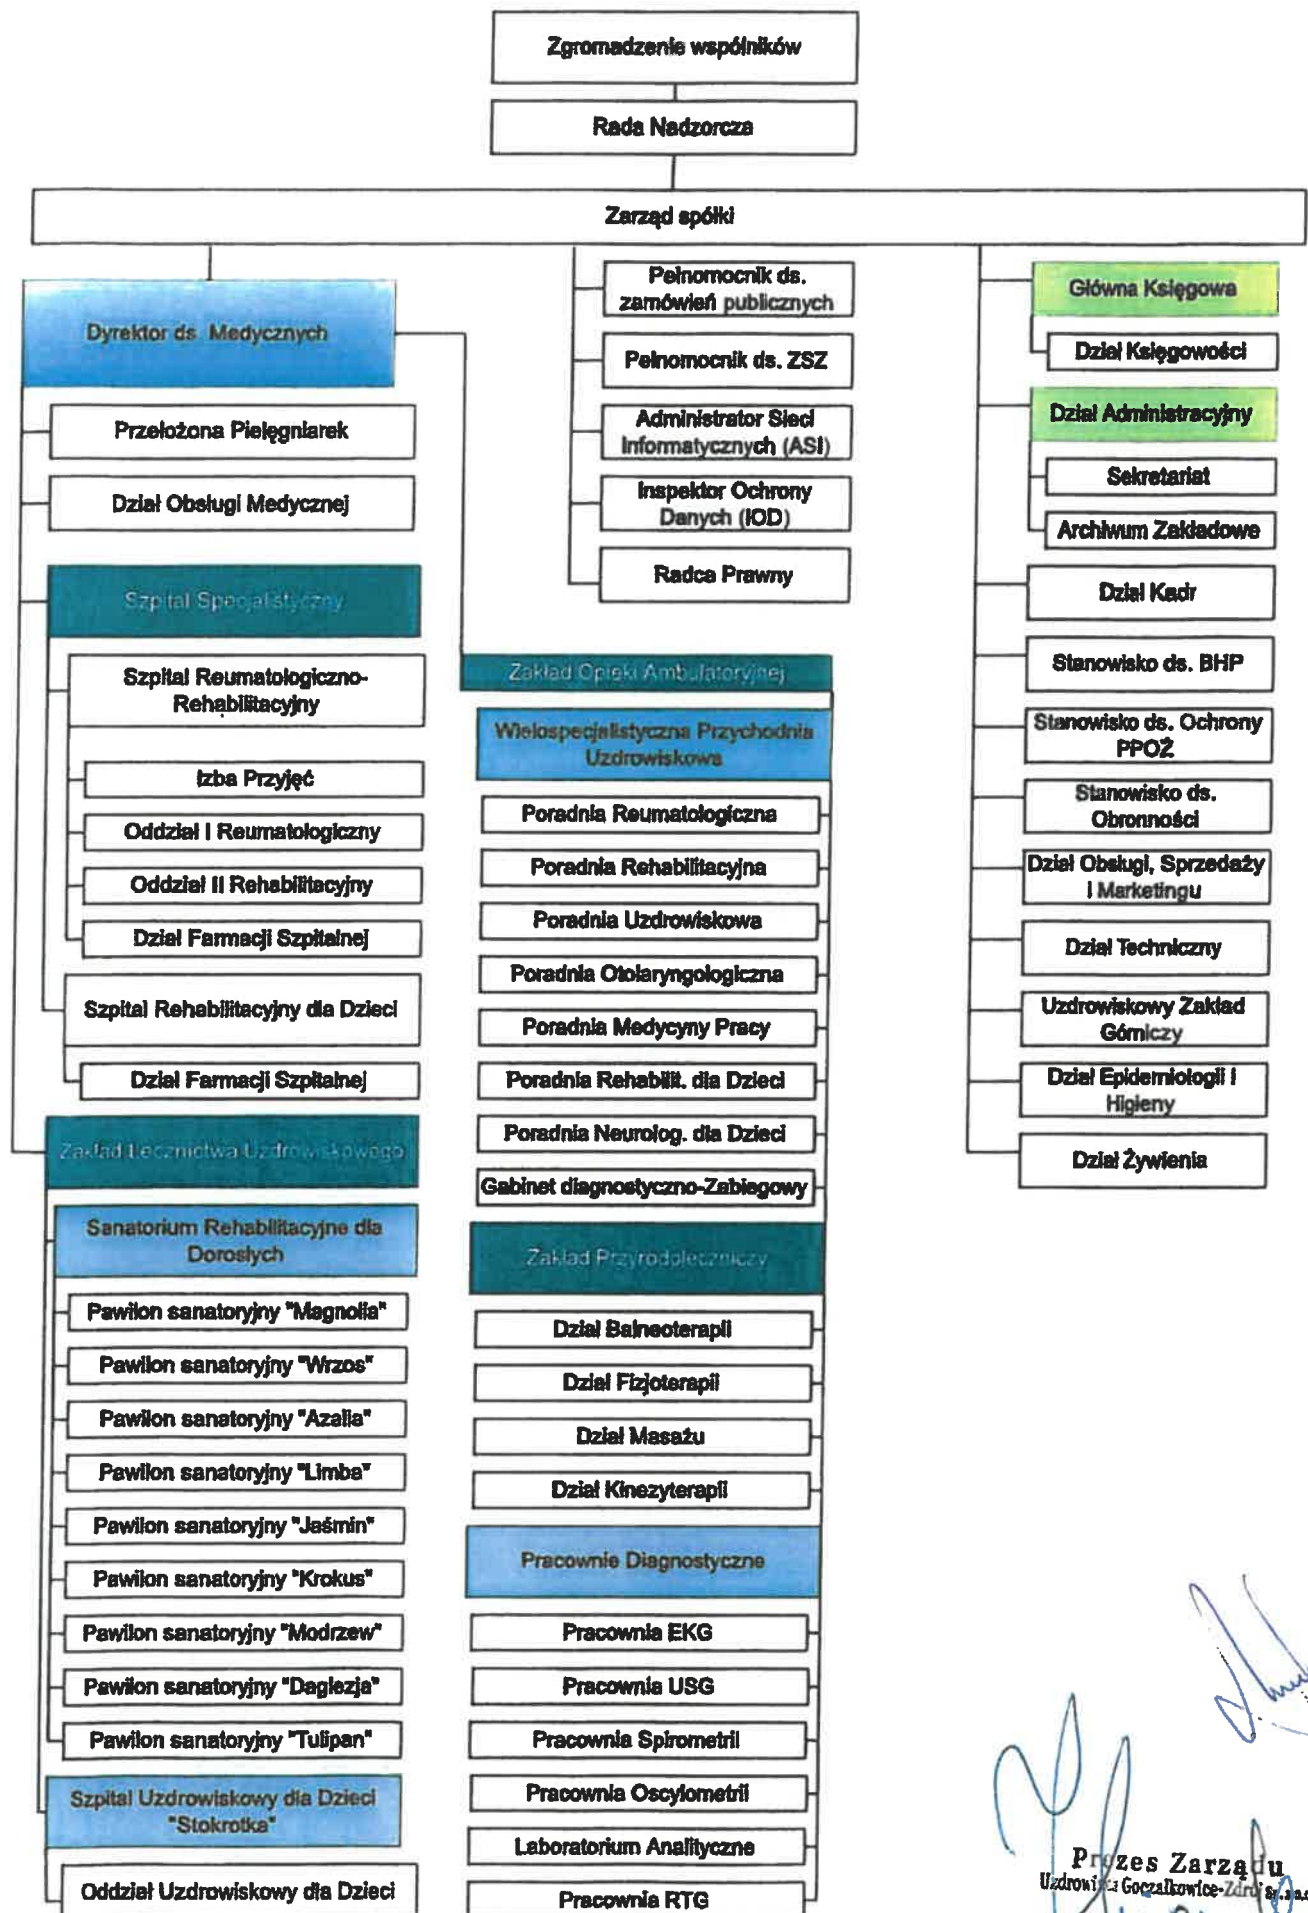 Zgromadzenie wspólników
Rada Nadzorcza
Zarząd spółki
Dyrektor ds. Medycznych
Przełożona Pielęgniarek
Dział Obsługi Medycznej
Szpital Specjalistyczny
Szpital Reumatologiczno-
Rehabilitacyjny
Izba Przyjęć
Oddział I Reumatologiczny
Oddział II Rehabilitacyjny
Dział Farmacji Szpitalnej
Szpital Rehabilitacyjny dla Dzieci
Dział Farmacji Szpitalnej
Zakład Lecznictwa Uzdrowiskowego
Sanatorium Rehabilitacyjne dla
Dorosłych
Pawilon sanatoryjny "Magnolia"
Pawilon sanatoryjny "Wrzos"
Pawilon sanatoryjny "Azalia"
Pawilon sanatoryjny "Limba"
Pawilon sanatoryjny "Jaśmin"
Pawilon sanatoryjny "Krokus"
Pawilon sanatoryjny "Modrzew"
Pawilon sanatoryjny "Daglezja"
Pawilon sanatoryjny "Tulipan"
Szpital Uzdrowiskowy dla Dzieci
"Stokrotka"
Oddział Uzdrowiskowy dla Dzieci
Pełnomocnik ds.
zamówień publicznych
Pełnomocnik ds. ZSZ
Administrator Sieci
Informatycznych (ASI)
Inspektor Ochrony
Danych (IOD)
Radca Prawny
Zakład Opieki Ambulatoryjnej
Wielospecjalistyczna Przychodnia
Uzdrowiskowa
Poradnia Reumatologiczna
Poradnia Rehabilitacyjna
Poradnia Uzdrowiskowa
Poradnia Otolaryngologiczna
Poradnia Medycyny Pracy
Poradnia Rehabilit. dla Dzieci
Poradnia Neurolog. dla Dzieci
Gabinet diagnostyczno-Zabiegowy
Zakład Przyrodoleczniczy
Dział Balneoterapii
Dział Fizjoterapii
Dział Masażu
Dział Kinezyterapii
Pracownie Diagnostyczne
Pracownia EKG
Pracownia USG
Pracownia Spirometrii
Pracownia Oscylometrii
Laboratorium Analityczne
Pracownia RTG
Główna Księgowa
Dział Księgowości
Dział Administracyjny
Sekretariat
Archiwum Zakładowe
Dział Kadr
Stanowisko ds. BHP
Stanowisko ds. Ochrony
PPOŻ
Stanowisko ds.
Obronności
Dział Obsługi, Sprzedaży
i Marketingu
Dział Techniczny
Uzdrowiskowy Zakład
Górniczy
Dział Epidemiologii i
Higieny
Dział Żywienia
Prezes Zarządu
Uzdrowiska Goczałkowice-Zdrój Sp. z o.o.